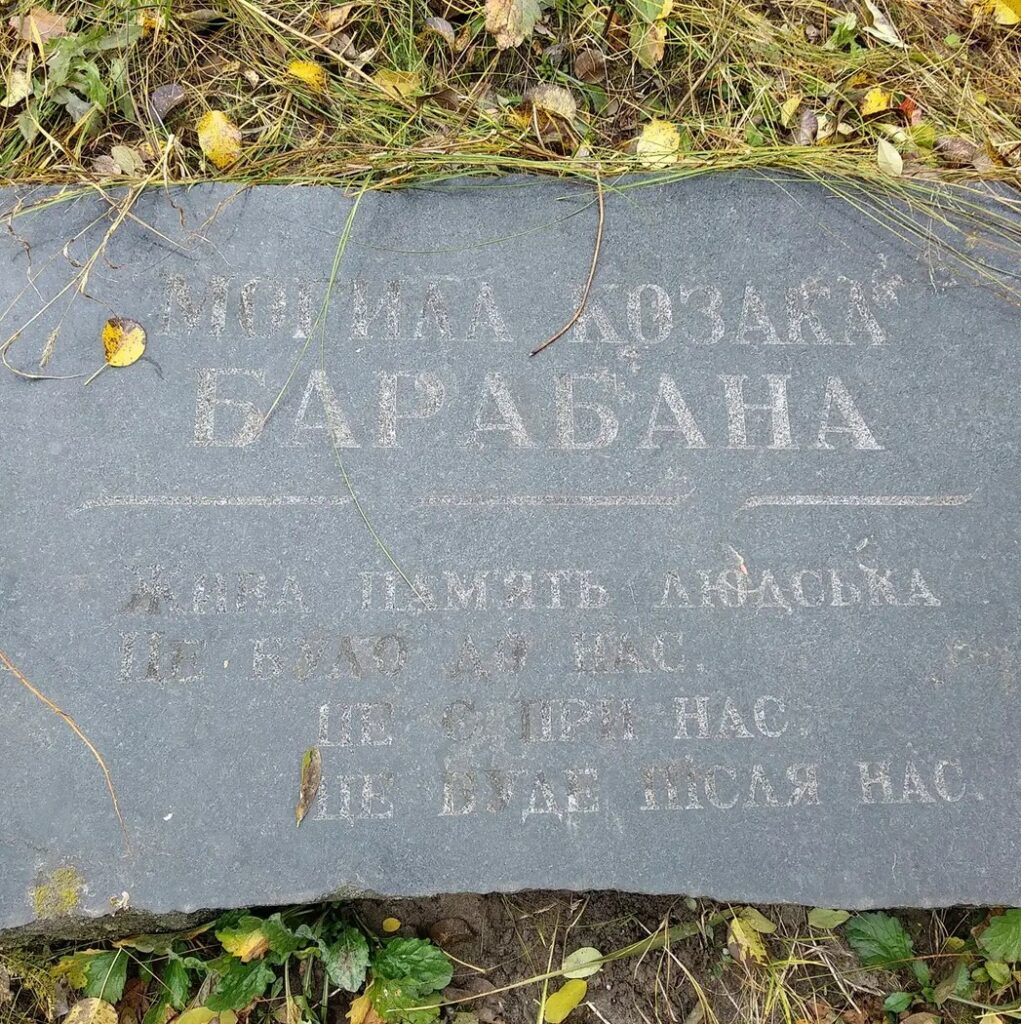 МОГИЛА КОЗАКА
БАРАБАНА
ЖИВА ПАМ'ЯТЬ ЛЮДСЬКА
ЦЕ БУЛО ДО НАС.
ЦЕ Є ПРИ НАС.
ЦЕ БУДЕ ПІСЛЯ НАС.